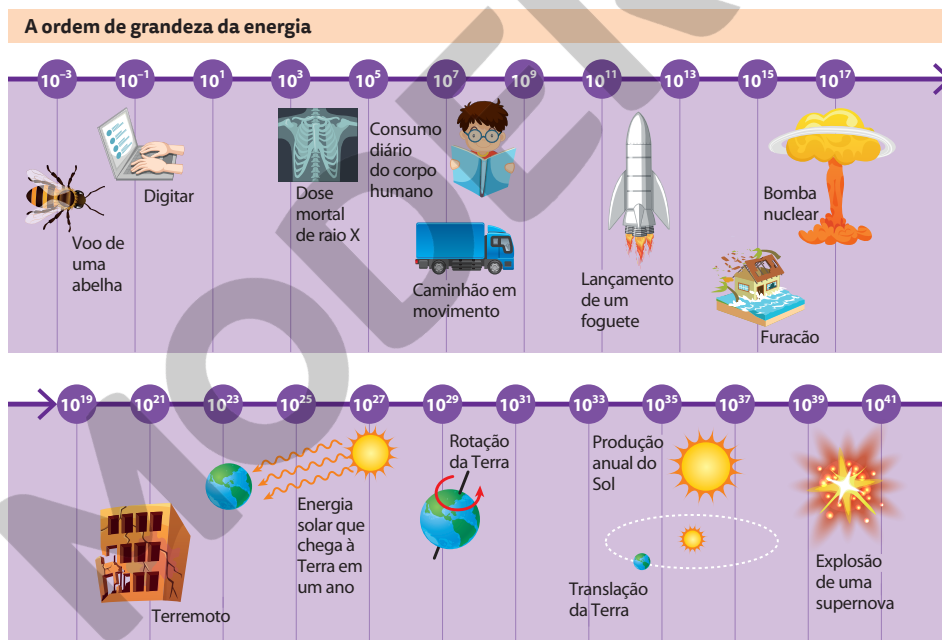 A ordem de grandeza da energia
10⁻³ 10⁻¹ 10¹ 10³ 10⁵ 10⁷ 10⁹ 10¹¹ 10¹³ 10¹⁵ 10¹⁷
Voo de
uma
abelha
Digitar
Dose
mortal
de raio X
Consumo
diário
do corpo
humano
Caminhão em
movimento
Lançamento
de um
foguete
Bomba
nuclear
Furacão
10¹⁹ 10²¹ 10²³ 10²⁵ 10²⁷ 10²⁹ 10³¹ 10³³ 10³⁵ 10³⁷ 10³⁹ 10⁴¹
Terremoto
Energia
solar que
chega à
Terra em
um ano
Rotação
da Terra
Produção
anual do
Sol
Translação
da Terra
Explosão
de uma
supernova